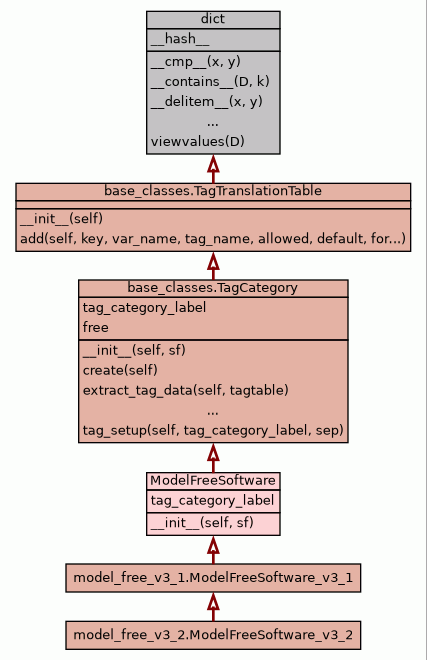 dict
__hash__
__cmp__(x, y)
__contains__(D, k)
__delitem__(x, y)
...
viewvalues(D)
base_classes.TagTranslationTable
__init__(self)
add(self, key, var_name, tag_name, allowed, default, for...)
base_classes.TagCategory
tag_category_label
free
__init__(self, sf)
create(self)
extract_tag_data(self, tagtable)
...
tag_setup(self, tag_category_label, sep)
ModelFreeSoftware
tag_category_label
__init__(self, sf)
model_free_v3_1.ModelFreeSoftware_v3_1
model_free_v3_2.ModelFreeSoftware_v3_2